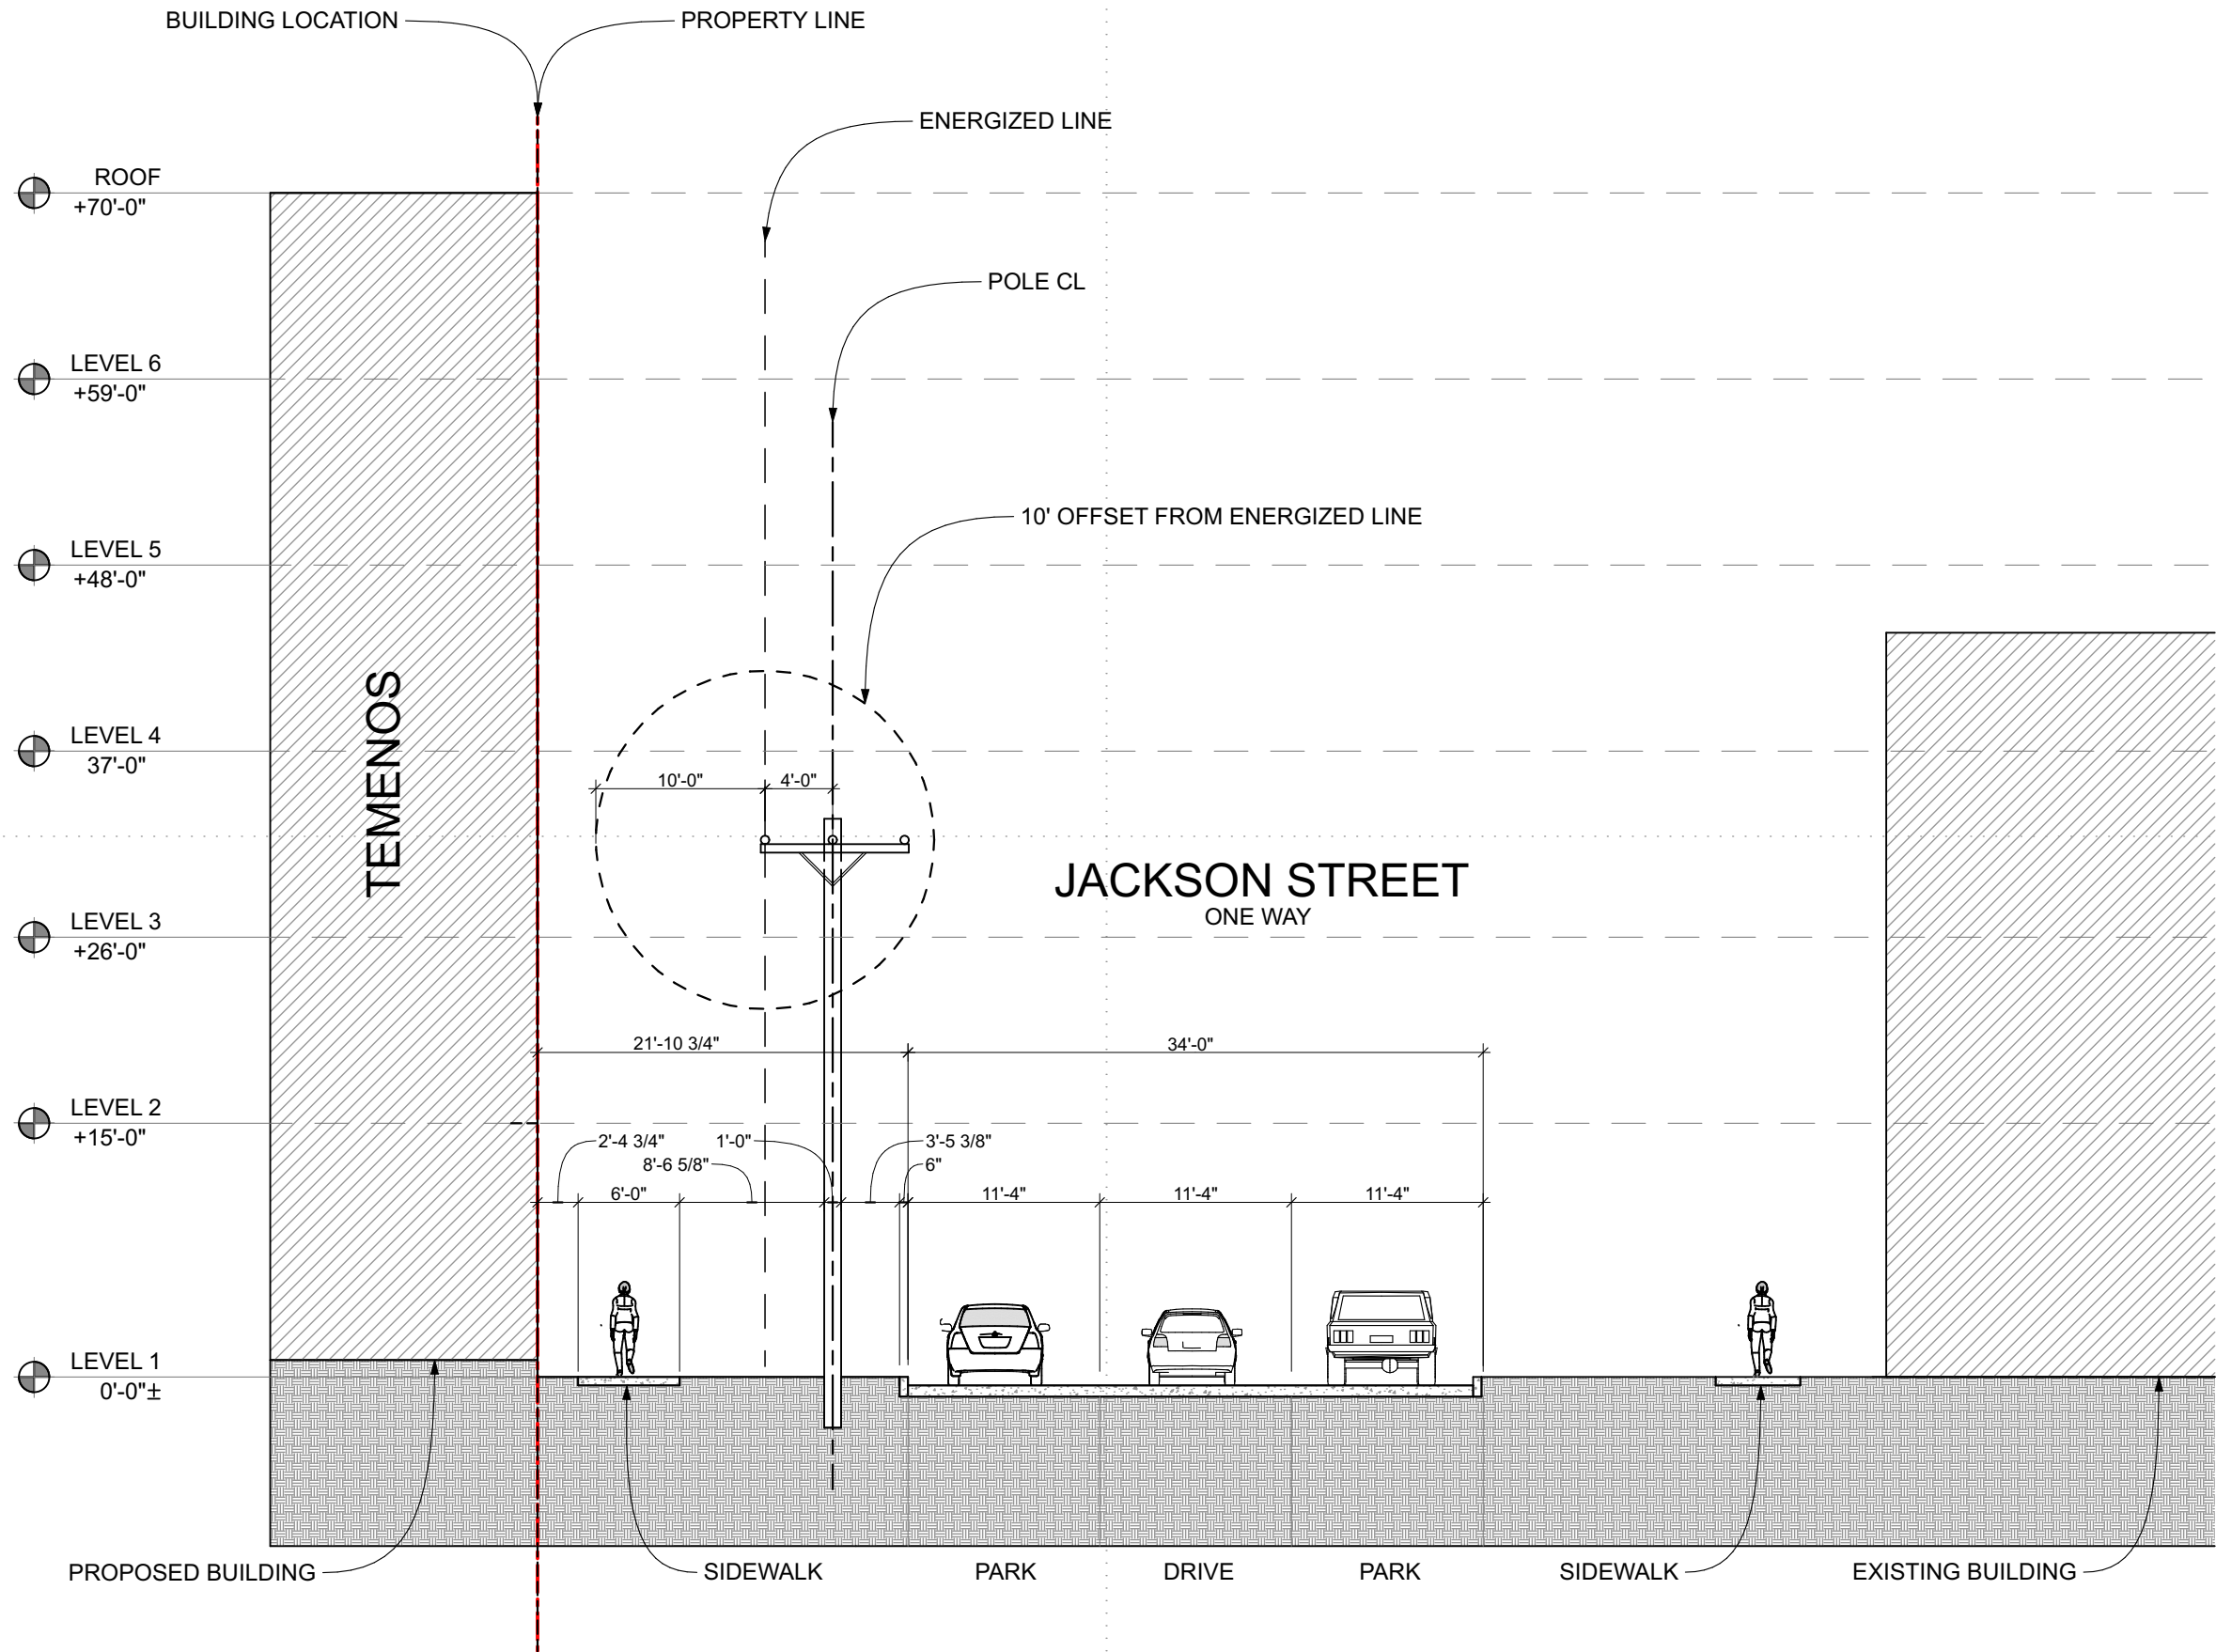 BUILDING LOCATION
PROPERTY LINE
ENERGIZED LINE
ROOF
+70'-0"
POLE CL
LEVEL 6
+59'-0"
10' OFFSET FROM ENERGIZED LINE
LEVEL 5
+48'-0"
TEMENOS
LEVEL 4
37'-0"
10'-0"
4'-0"
JACKSON STREET
ONE WAY
LEVEL 3
+26'-0"
21'-10 3/4"
34'-0"
LEVEL 2
+15'-0"
2'-4 3/4"
1'-0"
3'-5 3/8"
8'-6 5/8"
6"
6'-0"
11'-4"
11'-4"
11'-4"
LEVEL 1
0'-0"±
PROPOSED BUILDING
SIDEWALK
PARK
DRIVE
PARK
SIDEWALK
EXISTING BUILDING